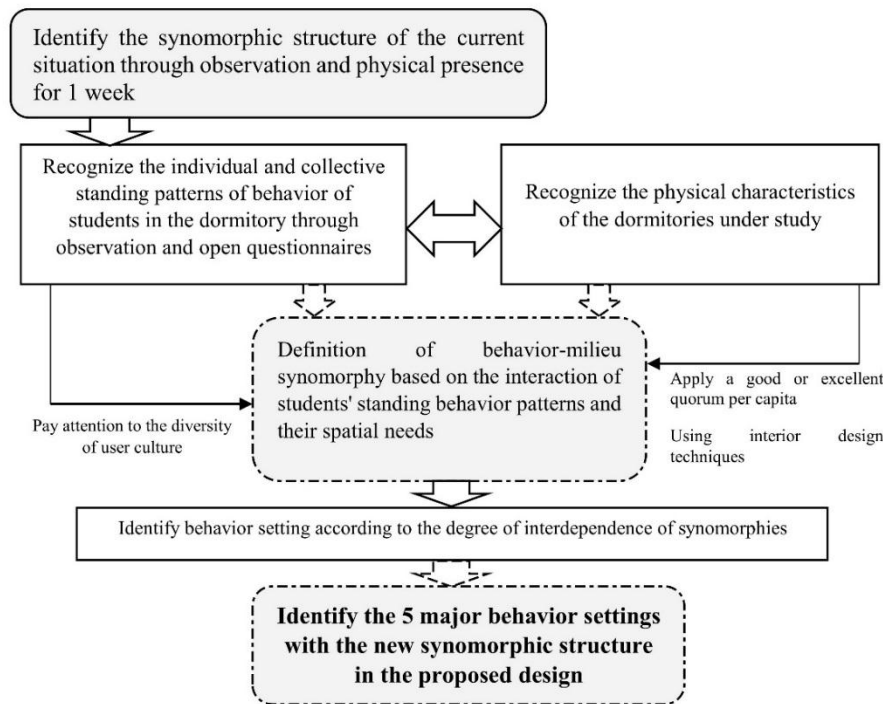 Identify the synomorphic structure of the current
situation through observation and physical presence
for 1 week
Recognize the individual and collective
standing patterns of behavior of
students in the dormitory through
observation and open questionnaires
Recognize the physical characteristics
of the dormitories under study
Definition of behavior-milieu
synomorphy based on the interaction of
students' standing behavior patterns and
their spatial needs
Pay attention to the diversity
of user culture
Apply a good or excellent
quorum per capita
Using interior design
techniques
Identify behavior setting according to the degree of interdependence of synomorphies
Identify the 5 major behavior settings
with the new synomorphic structure
in the proposed design